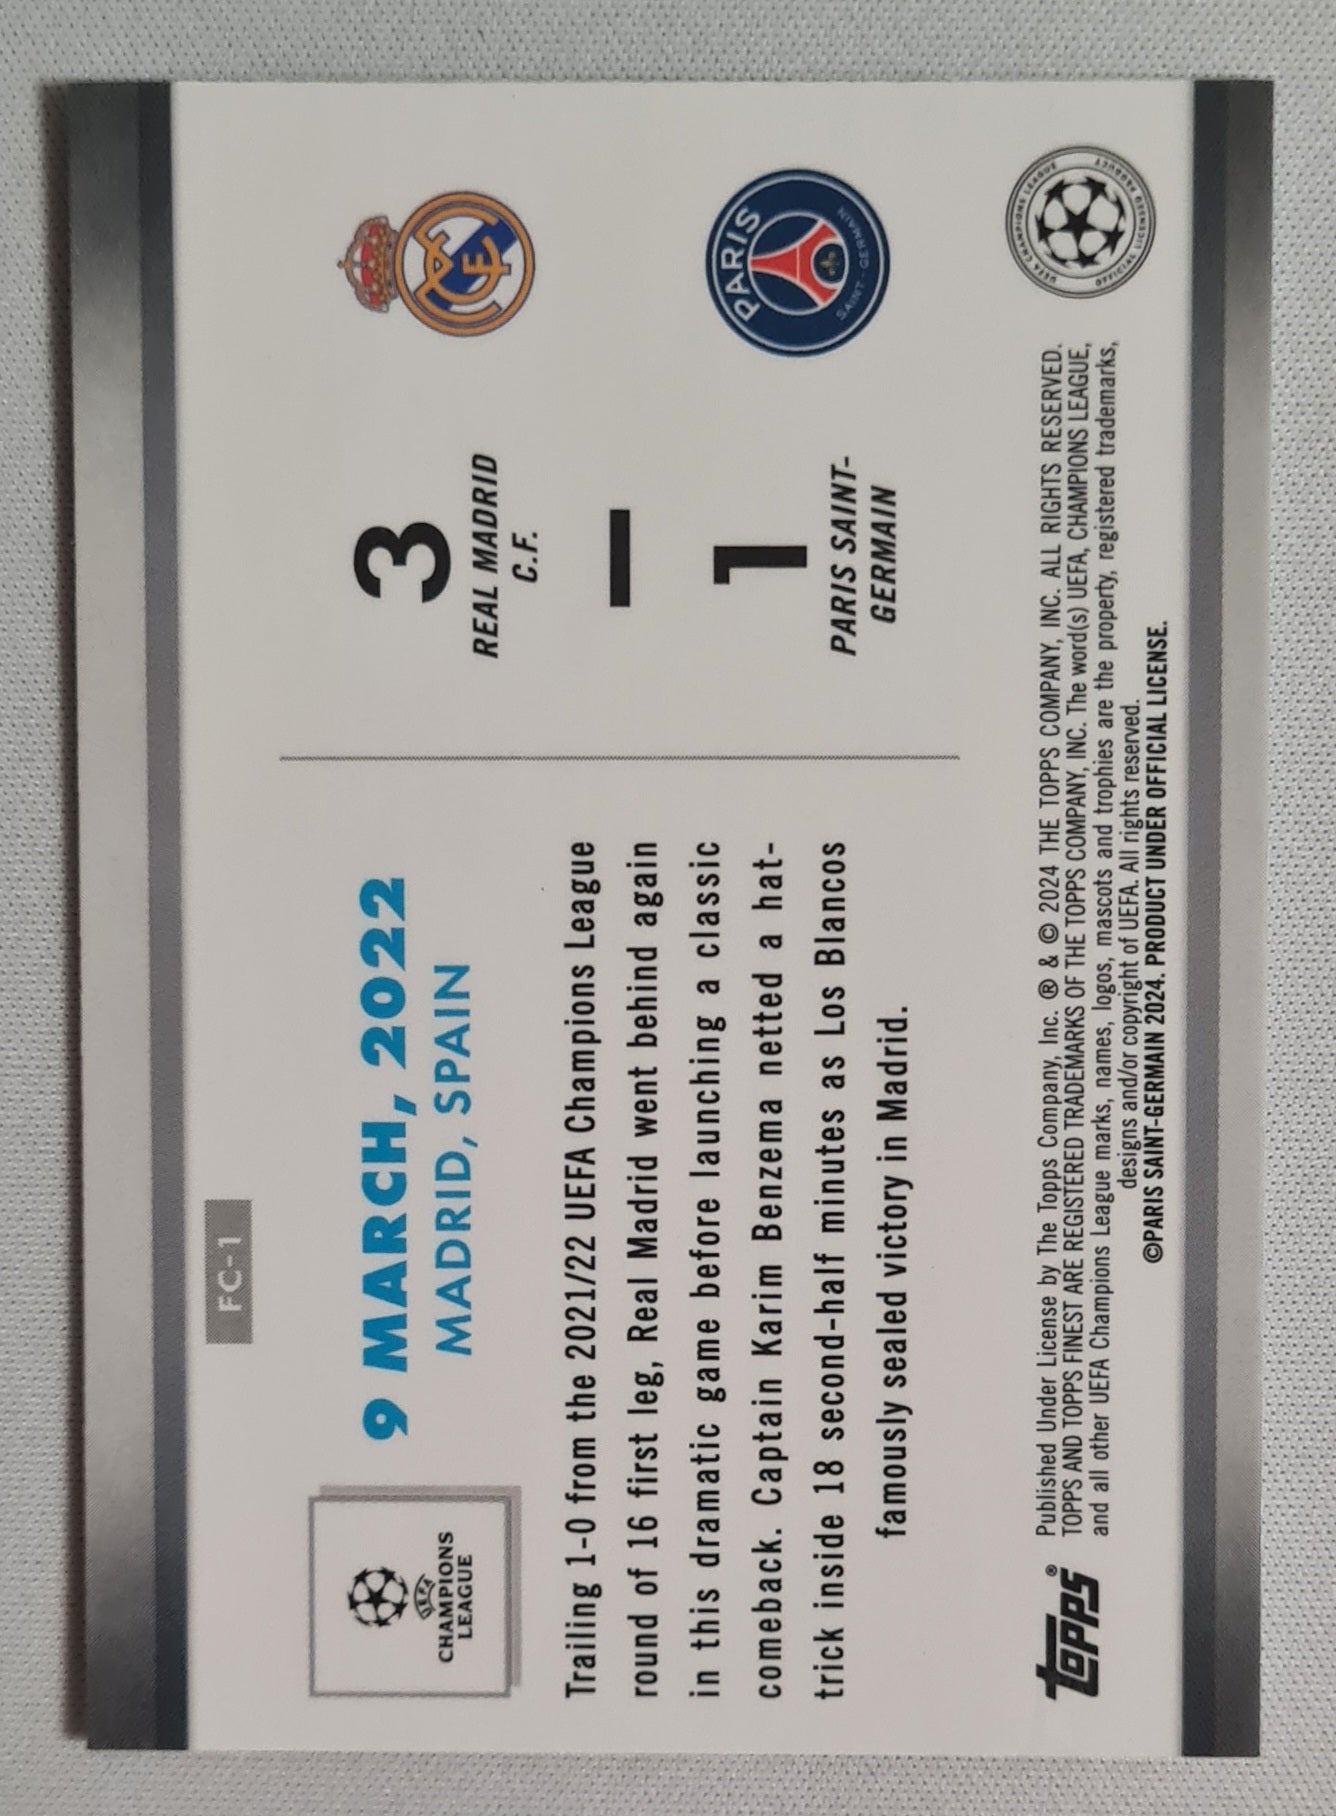 FC-1
UEFA
CHAMPIONS
LEAGUE
9 MARCH, 2022
MADRID, SPAIN
Trailing 1-0 from the 2021/22 UEFA Champions League
round of 16 first leg, Real Madrid went behind again
in this dramatic game before launching a classic
comeback. Captain Karim Benzema netted a hat-
trick inside 18 second-half minutes as Los Blancos
famously sealed victory in Madrid.
3
REAL MADRID
C.F.
–
1
PARIS SAINT-
GERMAIN
PARIS
SAINT-GERMAIN
topps®
Published Under License by The Topps Company, Inc. ® & © 2024 THE TOPPS COMPANY, INC. ALL RIGHTS RESERVED.
TOPPS AND TOPPS FINEST ARE REGISTERED TRADEMARKS OF THE TOPPS COMPANY, INC. The word(s) UEFA, CHAMPIONS LEAGUE,
and all other UEFA Champions League marks, names, logos, mascots and trophies are the property, registered trademarks,
designs and/or copyright of UEFA. All rights reserved.
©PARIS SAINT-GERMAIN 2024. PRODUCT UNDER OFFICIAL LICENSE.
UEFA CHAMPIONS LEAGUE
OFFICIAL LICENSED PRODUCT